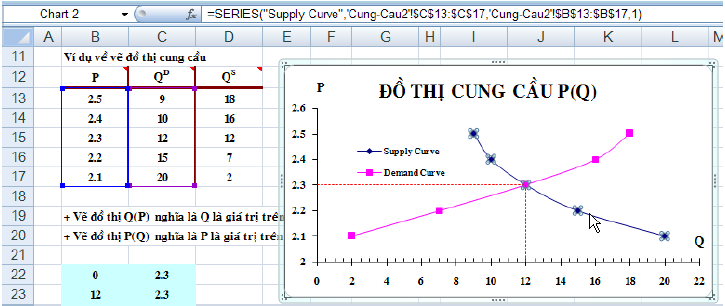 Chart 2 fx =SERIES("Supply Curve",'Cung-Cau2'!$C$13:$C$17,'Cung-Cau2'!$B$13:$B$17,1)
A B C D E F G H I J K L M
11 Ví dụ về vẽ đồ thị cung cầu
12 P Q^D Q^S
13 2.5 9 18
14 2.4 10 16
15 2.3 12 12
16 2.2 15 7
17 2.1 20 2
18
19 + Vẽ đồ thị Q(P) nghĩa là Q là giá trị trên
20 + Vẽ đồ thị P(Q) nghĩa là P là giá trị trên
21
22 0 2.3
23 12 2.3
P
ĐỒ THỊ CUNG CẦU P(Q)
2.6
2.5
2.4
2.3
2.2
2.1
2
Supply Curve
Demand Curve
Q
0 2 4 6 8 10 12 14 16 18 20 22